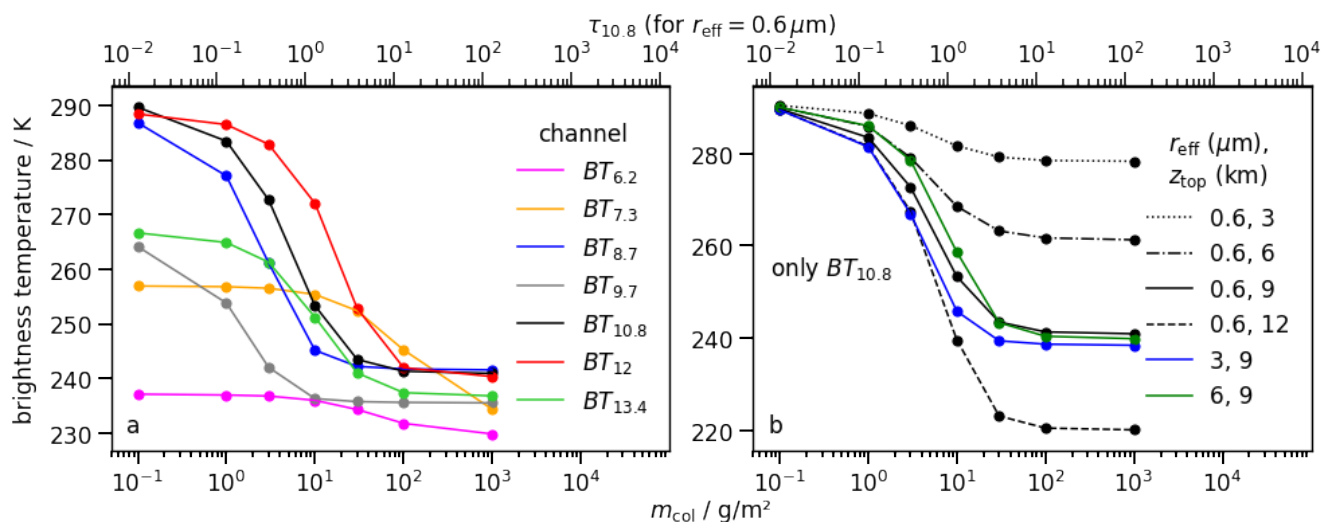 τ₁₀.₈ (for r_eff = 0.6 μm)
10⁻² 10⁻¹ 10⁰ 10¹ 10² 10³ 10⁴
10⁻² 10⁻¹ 10⁰ 10¹ 10² 10³ 10⁴
brightness temperature / K
290
280
270
260
250
240
230
channel
BT₆.₂
BT₇.₃
BT₈.₇
BT₉.₇
BT₁₀.₈
BT₁₂
BT₁₃.₄
a
10⁻¹ 10⁰ 10¹ 10² 10³ 10⁴
280
260
240
220
only BT₁₀.₈
r_eff (μm),
z_top (km)
0.6, 3
0.6, 6
0.6, 9
0.6, 12
3, 9
6, 9
b
10⁻¹ 10⁰ 10¹ 10² 10³ 10⁴
m_col / g/m²